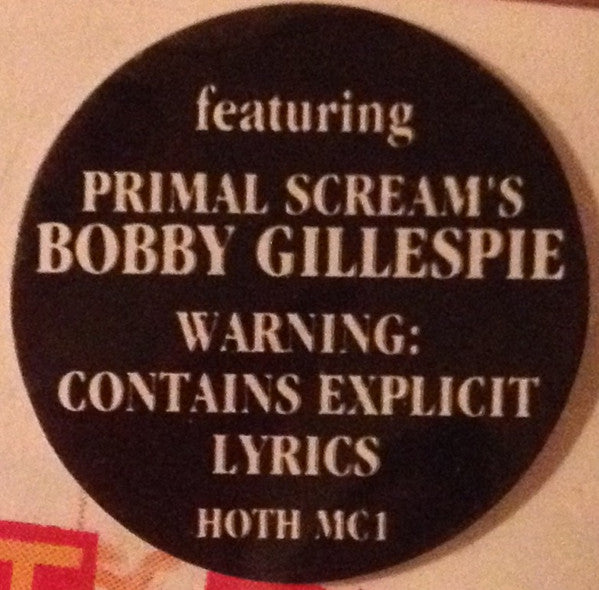 featuring
PRIMAL SCREAM'S
BOBBY GILLESPIE
WARNING:
CONTAINS EXPLICIT
LYRICS
HOTH MC1